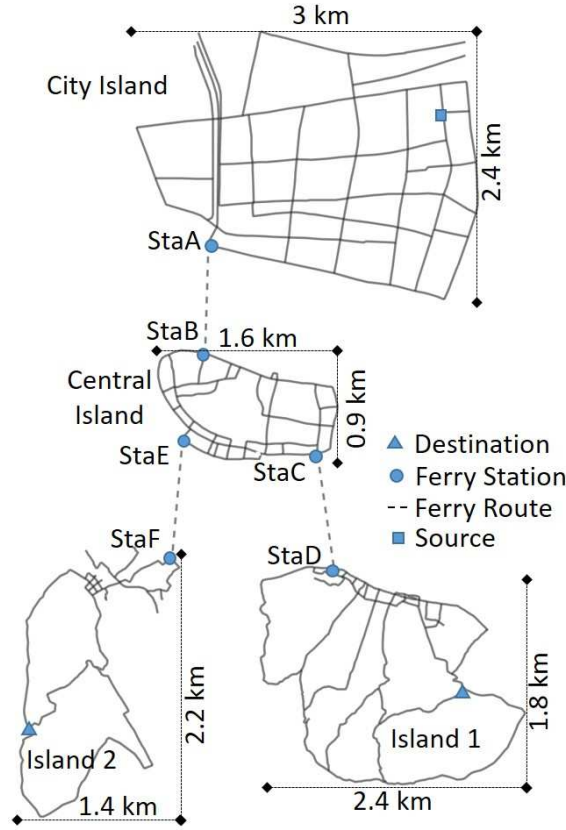 3 km
City Island
2.4 km
StaA
StaB
1.6 km
Central
Island
0.9 km
StaE
StaC
Destination
Ferry Station
Ferry Route
Source
StaF
StaD
2.2 km
1.8 km
Island 1
Island 2
1.4 km
2.4 km